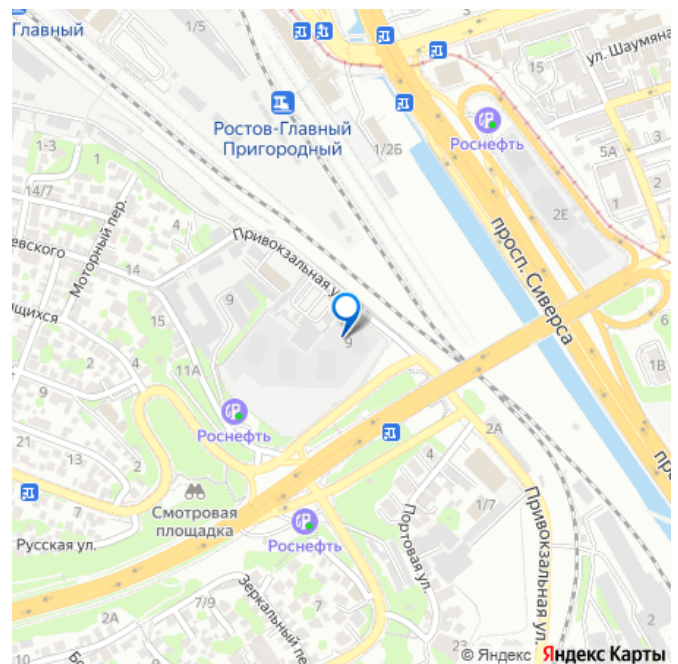 Главный
ул. Шаумяна
15
Роснефть
Ростов-Главный
Пригородный
1/2Б
5А
3
2
1
1-3
1
14/7
4
Моторный пер.
2Е
просп. Сиверса
Привокзальная у
евского
14
9
ищихся
15
9
6
1В
11А
9
2
Роснефть
4
2А
21
13
2
Смотровая
площадка
1/7
Привокзальная ул.
Русская ул.
Роснефть
Портовая ул.
7/9
7
Зеркальный пе
2А
7
2
© Яндекс Яндекс Карты